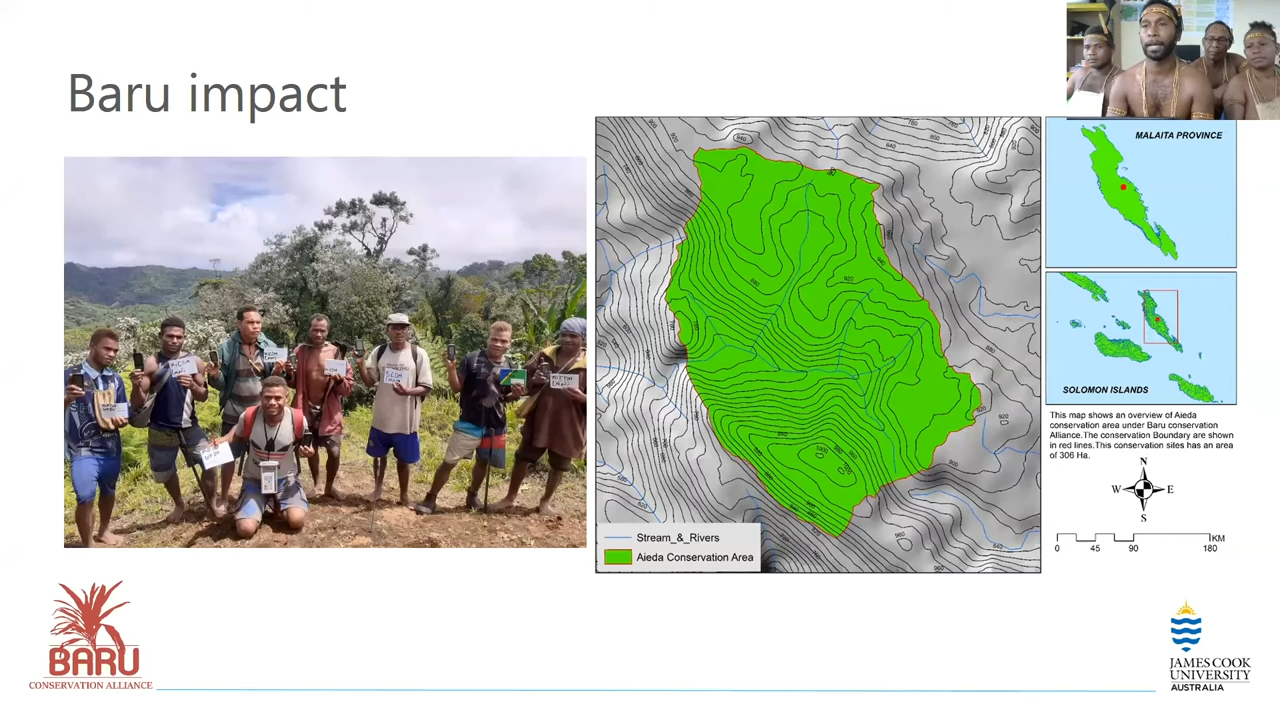 Baru impact
MALAITA PROVINCE
SOLOMON ISLANDS
This map shows an overview of Aieda
conservation area under Baru conservation
Alliance.The conservation Boundary are shown
in red lines.This conservation sites has an area
of 306 Ha.
N
W E
S
KM
0 45 90 180
Stream_&_Rivers
Aieda Conservation Area
BARU
CONSERVATION ALLIANCE
JAMES COOK
UNIVERSITY
AUSTRALIA